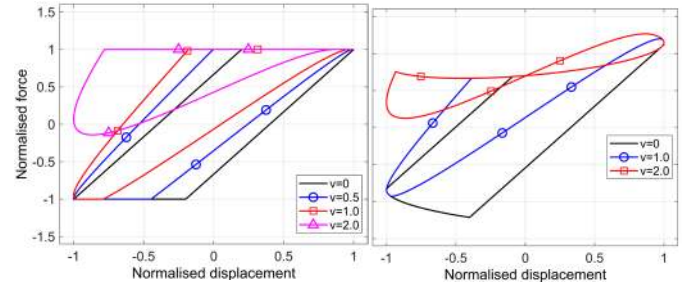 1.5
1
0.5
0
-0.5
-1
-1.5
Normalised force
-1
-0.5
0
0.5
1
Normalised displacement
v=0
v=0.5
v=1.0
v=2.0
-1
-0.5
0
0.5
1
Normalised displacement
v=0
v=1.0
v=2.0